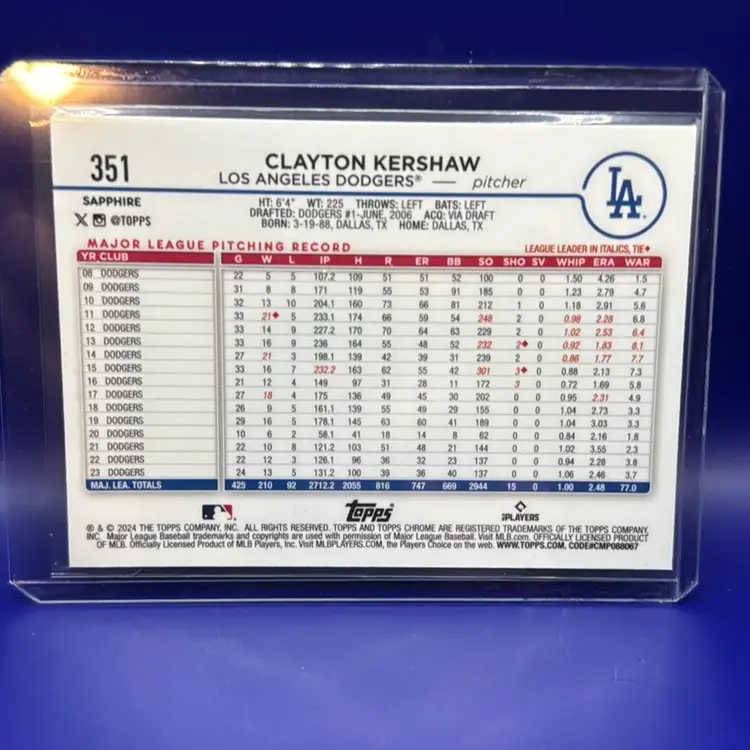 351
CLAYTON KERSHAW
LOS ANGELES DODGERS® — pitcher
LA
SAPPHIRE
X @TOPPS
HT: 6'4" WT: 225 THROWS: LEFT BATS: LEFT
DRAFTED: DODGERS #1-JUNE, 2006 ACQ: VIA DRAFT
BORN: 3-19-88, DALLAS, TX HOME: DALLAS, TX
MAJOR LEAGUE PITCHING RECORD LEAGUE LEADER IN ITALICS, TIE♦
YR CLUB G W L IP H R ER BB SO SHO SV WHIP ERA WAR
08 DODGERS 22 5 5 107.2 109 51 51 52 100 0 0 1.50 4.26 1.5
09 DODGERS 31 8 8 171 119 55 53 91 185 0 0 1.23 2.79 4.7
10 DODGERS 32 13 10 204.1 160 73 66 81 212 1 0 1.18 2.91 5.6
11 DODGERS 33 21♦ 5 233.1 174 66 59 54 248 2 0 0.98 2.28 6.8
12 DODGERS 33 14 9 227.2 170 70 64 63 229 2 0 1.02 2.53 6.4
13 DODGERS 33 16 9 236 164 55 48 52 232 2♦ 0 0.92 1.83 8.1
14 DODGERS 27 21 3 198.1 139 42 39 31 239 2 0 0.86 1.77 7.7
15 DODGERS 33 16 7 232.2 163 62 55 42 301 3♦ 0 0.88 2.13 7.3
16 DODGERS 21 12 4 149 97 31 28 11 172 3 0 0.72 1.69 5.8
17 DODGERS 27 18 4 175 136 49 45 30 202 0 0 0.95 2.31 4.9
18 DODGERS 26 9 5 161.1 139 55 49 29 155 0 0 1.04 2.73 3.3
19 DODGERS 29 16 5 178.1 145 63 60 41 189 0 0 1.04 3.03 3.3
20 DODGERS 10 6 2 58.1 41 18 14 8 62 0 0 0.84 2.16 1.8
21 DODGERS 22 10 8 121.2 103 51 48 21 144 0 0 1.02 3.55 2.3
22 DODGERS 22 12 3 126.1 96 36 32 23 137 0 0 0.94 2.28 3.8
23 DODGERS 24 13 5 131.2 100 39 36 40 137 0 0 1.06 2.46 3.7
MAJ. LEA. TOTALS 425 210 92 2712.2 2055 816 747 669 2944 15 0 1.00 2.48 77.0
Topps
PLAYERS
® & © 2024 THE TOPPS COMPANY, INC. ALL RIGHTS RESERVED. TOPPS AND TOPPS CHROME ARE REGISTERED TRADEMARKS OF THE TOPPS COMPANY,
INC. Major League Baseball trademarks and copyrights are used with permission of Major League Baseball. Visit MLB.com. OFFICIALLY LICENSED PRODUCT
OF MLB. Officially Licensed Product of MLB Players, Inc. Visit MLBPLAYERS.COM, the Players Choice on the web. WWW.TOPPS.COM. CODE#CMP088067